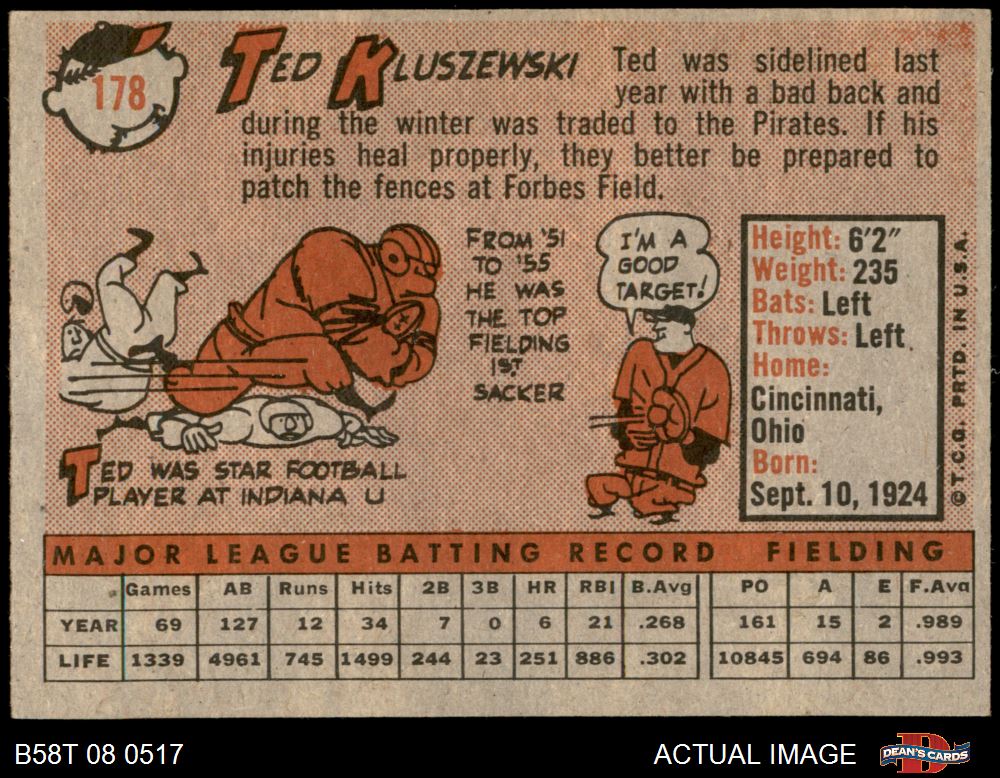 178
TED KLUSZEWSKI
Ted was sidelined last
year with a bad back and
during the winter was traded to the Pirates. If his
injuries heal properly, they better be prepared to
patch the fences at Forbes Field.
TED WAS STAR FOOTBALL
PLAYER AT INDIANA U
FROM '51
TO '55
HE WAS
THE TOP
FIELDING
1ST
SACKER
I'M A
GOOD
TARGET!
Height: 6'2"
Weight: 235
Bats: Left
Throws: Left
Home:
Cincinnati,
Ohio
Born:
Sept. 10, 1924
© T.C.G. PRTD. IN U.S.A.
MAJOR LEAGUE BATTING RECORD FIELDING
Games AB Runs Hits 2B 3B HR RBI B.Avg PO A E F.Avg
YEAR 69 127 12 34 7 0 6 21 .268 161 15 2 .989
LIFE 1339 4961 745 1499 244 23 251 886 .302 10845 694 86 .993
B58T 08 0517
ACTUAL IMAGE
D
DEAN'S CARDS